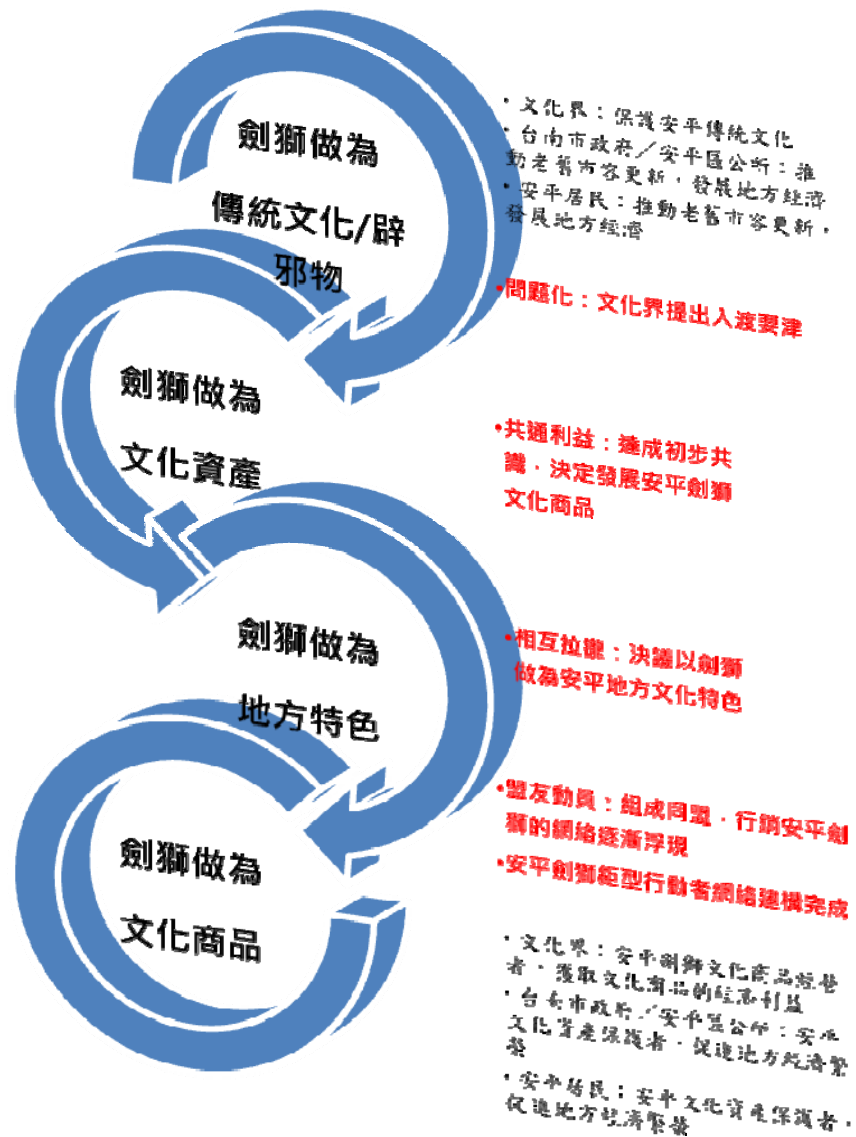 劍獅做為
傳統文化/辟
邪物
・文化界：保護安平傳統文化
・台南市政府／安平區公所：推
動老舊市容更新，發展地方經濟
・安平居民：推動老舊市容更新，
發展地方經濟
•問題化：文化界提出入渡要津
劍獅做為
文化資產
•共通利益：達成初步共
識，決定發展安平劍獅
文化商品
劍獅做為
地方特色
•相互拉攏：決議以劍獅
做為安平地方文化特色
劍獅做為
文化商品
•盟友動員：組成同盟，行銷安平劍
獅的網絡逐漸浮現
•安平劍獅範型行動者網絡建構完成
・文化界：安平劍獅文化商品經營
者，獲取文化商品的經濟利益
・台南市政府／安平區公所：安平
文化資產保護者，促進地方經濟繁
榮
・安平居民：安平文化資產保護者，
促進地方經濟繁榮